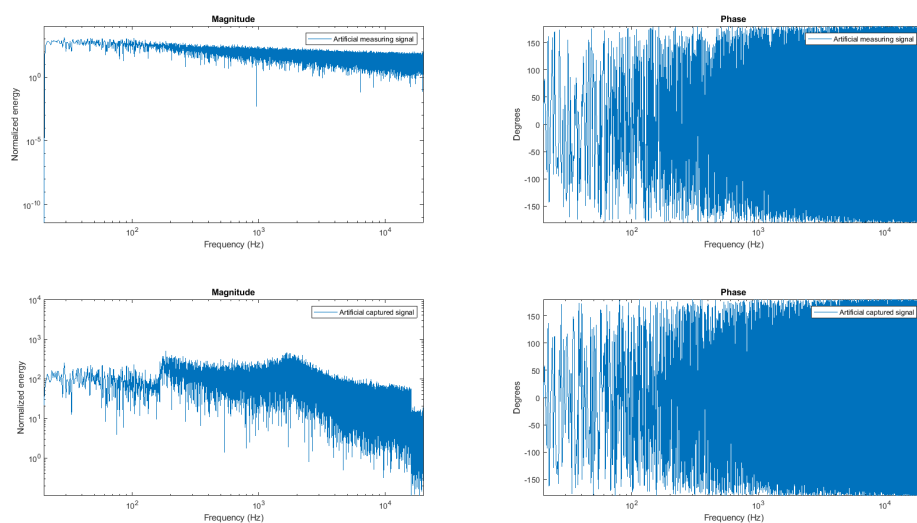 Magnitude
Artificial measuring signal
10^0
10^-5
10^-10
Normalized energy
10^2
10^3
10^4
Frequency (Hz)
Phase
Artificial measuring signal
150
100
50
0
-50
-100
-150
Degrees
10^2
10^3
10^4
Frequency (Hz)
Magnitude
Artificial captured signal
10^4
10^3
10^2
10^1
10^0
Normalized energy
10^2
10^3
10^4
Frequency (Hz)
Phase
Artificial captured signal
150
100
50
0
-50
-100
-150
Degrees
10^2
10^3
10^4
Frequency (Hz)